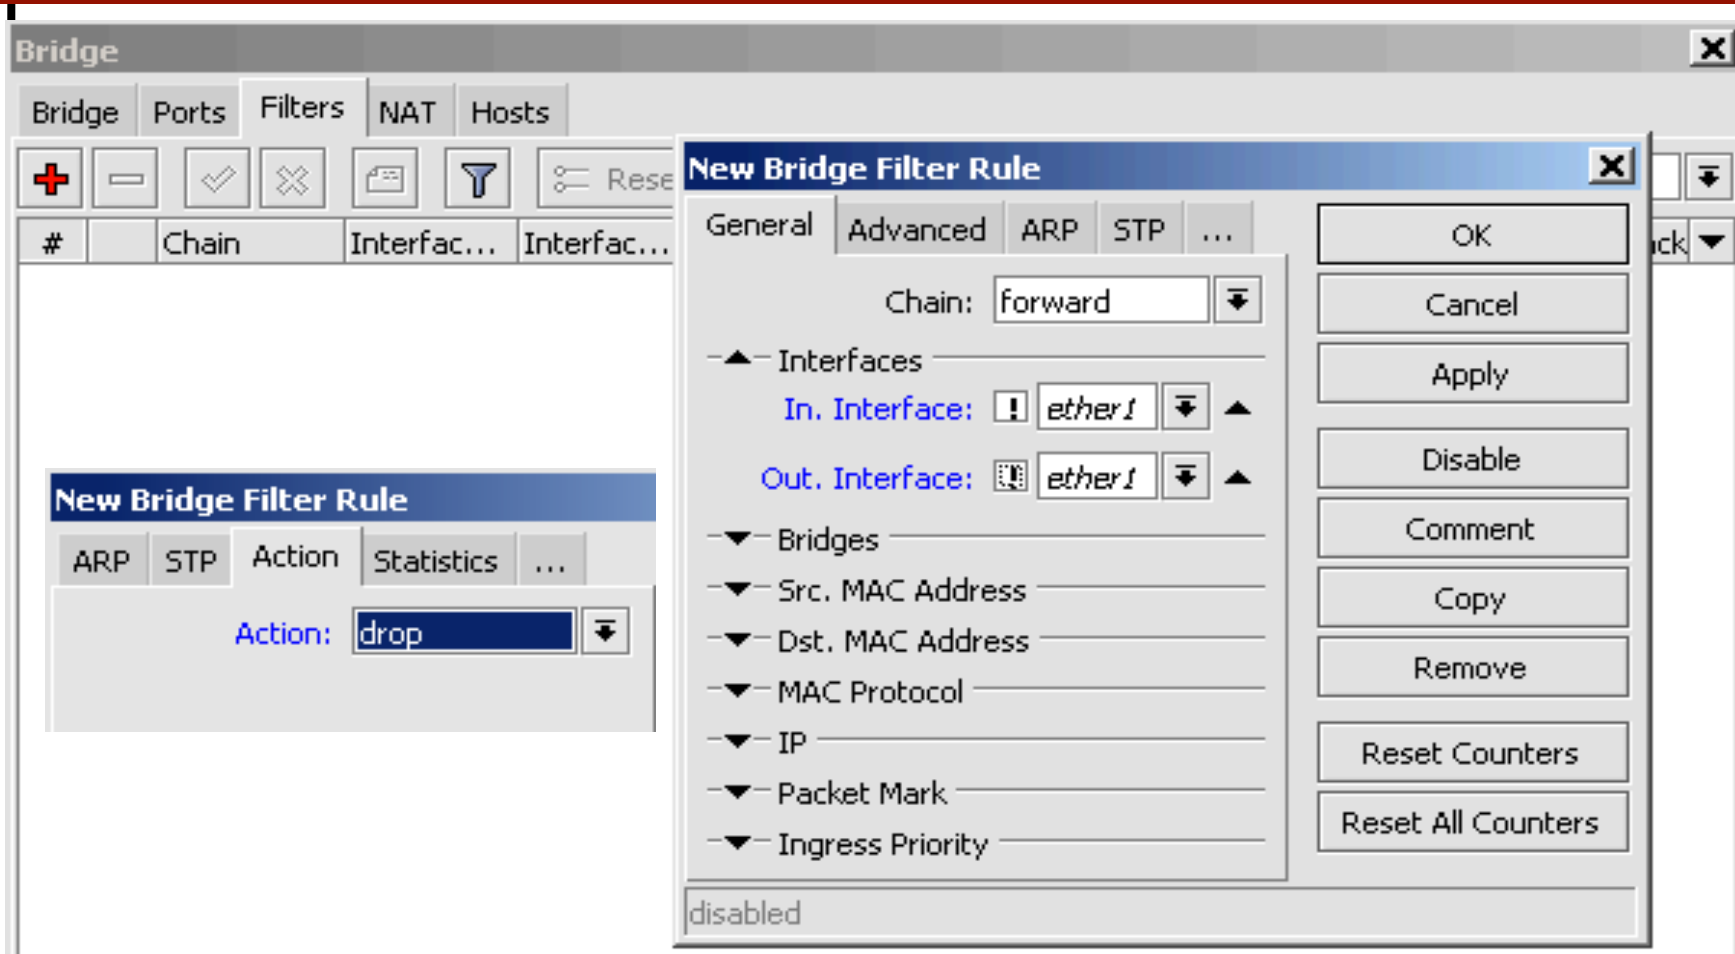 Bridge
Bridge Ports Filters NAT Hosts
Rese
# Chain Interfac... Interfac...
New Bridge Filter Rule
General Advanced ARP STP ...
Chain: forward
Interfaces
In. Interface: ! ether1
Out. Interface: ! ether1
Bridges
Src. MAC Address
Dst. MAC Address
MAC Protocol
IP
Packet Mark
Ingress Priority
OK
Cancel
Apply
Disable
Comment
Copy
Remove
Reset Counters
Reset All Counters
disabled
New Bridge Filter Rule
ARP STP Action Statistics ...
Action: drop